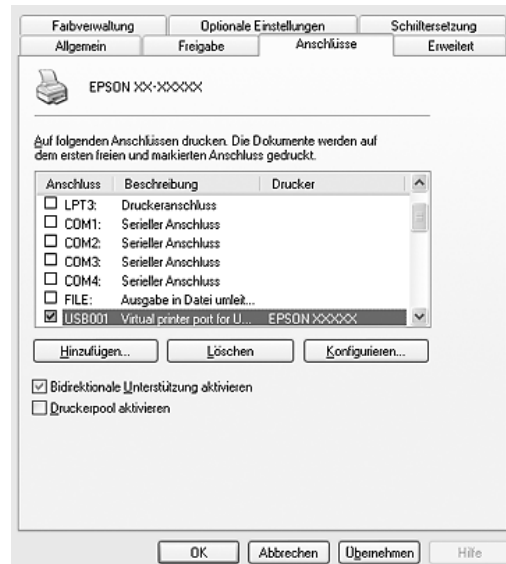 Farbverwaltung Optionale Einstellungen Schriftersetzung
Allgemein Freigabe Anschlüsse Erweitert
EPSON XX-XXXXX
Auf folgenden Anschlüssen drucken. Die Dokumente werden auf
dem ersten freien und markierten Anschluss gedruckt.
Anschluss Beschreibung Drucker
LPT3: Druckeranschluss
COM1: Serieller Anschluss
COM2: Serieller Anschluss
COM3: Serieller Anschluss
COM4: Serieller Anschluss
FILE: Ausgabe in Datei umleit...
USB001 Virtual printer port for U... EPSON XXXXX
Hinzufügen... Löschen Konfigurieren...
Bidirektionale Unterstützung aktivieren
Druckerpool aktivieren
OK Abbrechen Übernehmen Hilfe